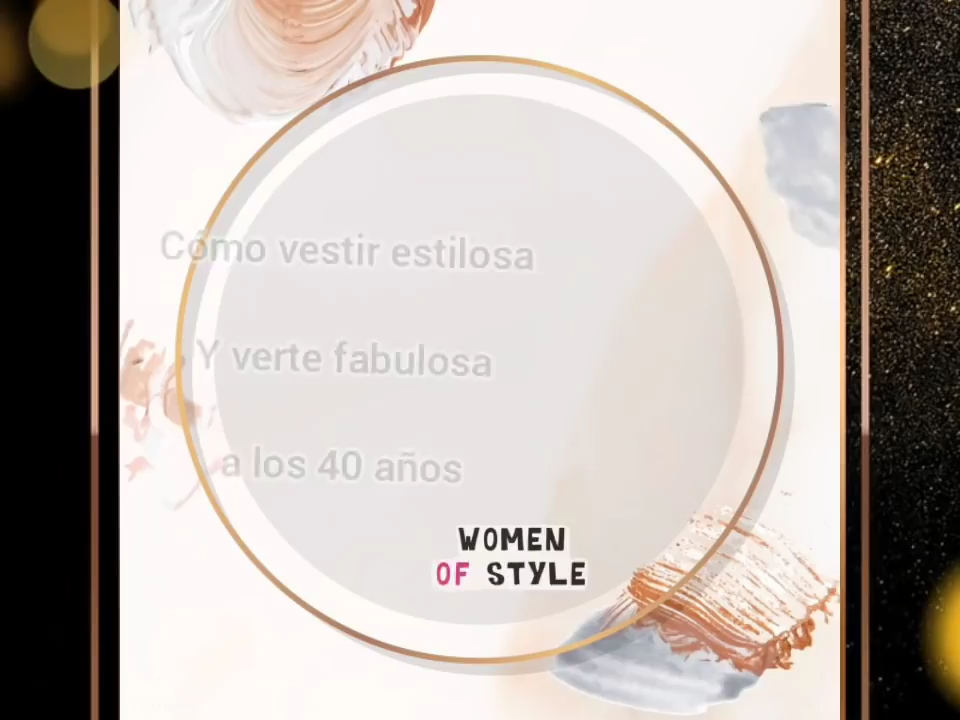 Cómo vestir estilosa
Y verte fabulosa
a los 40 años
WOMEN
OF STYLE